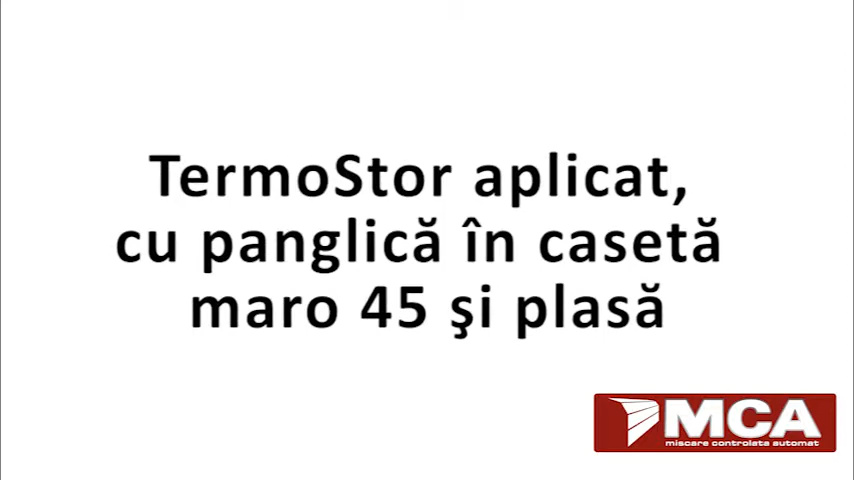 TermoStor aplicat,
cu panglică în casetă
maro 45 şi plasă
MCA
miscare controlata automat